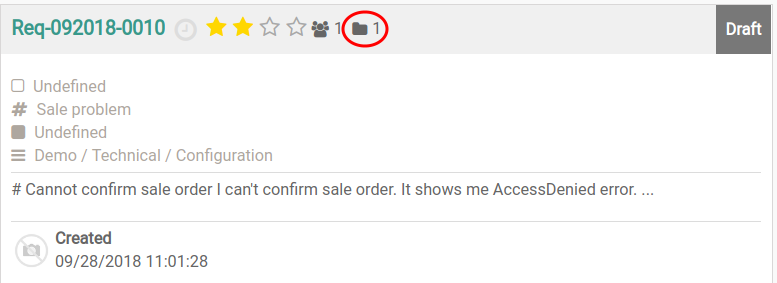 Req-092018-0010 1 1 Draft
Undefined
# Sale problem
Undefined
Demo / Technical / Configuration
# Cannot confirm sale order I can't confirm sale order. It shows me AccessDenied error. ...
Created
09/28/2018 11:01:28